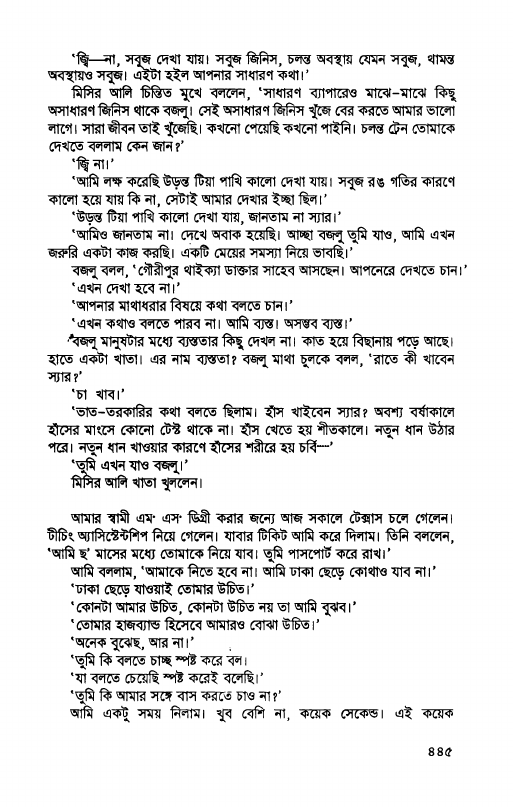 ‘জ্বি—না, সবুজ দেখা যায়। সবুজ জিনিস, চলন্ত অবস্থায় যেমন সবুজ, থামন্ত
অবস্থায়ও সবুজ। এইটা হইল আপনার সাধারণ কথা।’
মিসির আলি চিন্তিত মুখে বললেন, ‘সাধারণ ব্যাপারেও মাঝে–মাঝে কিছু
অসাধারণ জিনিস থাকে বজলু। সেই অসাধারণ জিনিস খুঁজে বের করতে আমার ভালো
লাগে। সারা জীবন তাই খুঁজেছি। কখনো পেয়েছি কখনো পাইনি। চলন্ত ট্রেন তোমাকে
দেখতে বললাম কেন জান?’
‘জ্বি না।’
‘আমি লক্ষ করেছি উড়ন্ত টিয়া পাখি কালো দেখা যায়। সবুজ রঙ গতির কারণে
কালো হয়ে যায় কি না, সেটাই আমার দেখার ইচ্ছা ছিল।’
‘উড়ন্ত টিয়া পাখি কালো দেখা যায়, জানতাম না স্যার।’
‘আমিও জানতাম না। দেখে অবাক হয়েছি। আচ্ছা বজলু তুমি যাও, আমি এখন
জরুরি একটা কাজ করছি। একটি মেয়ের সমস্যা নিয়ে ভাবছি।’
বজলু বলল, ‘গৌরীপুর থাইক্যা ডাক্তার সাহেব আসছেন। আপনেরে দেখতে চান।’
‘এখন দেখা হবে না।’
‘আপনার মাথাধরার বিষয়ে কথা বলতে চান।’
‘এখন কথাও বলতে পারব না। আমি ব্যস্ত। অসম্ভব ব্যস্ত।’
বজলু মানুষটার মধ্যে ব্যস্ততার কিছু দেখল না। কাত হয়ে বিছানায় পড়ে আছে।
হাতে একটা খাতা। এর নাম ব্যস্ততা? বজলু মাথা চুলকে বলল, ‘রাতে কী খাবেন
স্যার?’
‘চা খাব।’
‘ভাত–তরকারির কথা বলতে ছিলাম। হাঁস খাইবেন স্যার? অবশ্য বর্ষাকালে
হাঁসের মাংসে কোনো টেস্ট থাকে না। হাঁস খেতে হয় শীতকালে। নতুন ধান উঠার
পরে। নতুন ধান খাওয়ার কারণে হাঁসের শরীরে হয় চর্বি—’
‘তুমি এখন যাও বজলু।’
মিসির আলি খাতা খুললেন।
আমার স্বামী এম· এস· ডিগ্রী করার জন্যে আজ সকালে টেক্সাস চলে গেলেন।
টীচিং অ্যাসিস্টেন্টশিপ নিয়ে গেলেন। যাবার টিকিট আমি করে দিলাম। তিনি বললেন,
‘আমি ছ’ মাসের মধ্যে তোমাকে নিয়ে যাব। তুমি পাসপোর্ট করে রাখ।’
আমি বললাম, ‘আমাকে নিতে হবে না। আমি ঢাকা ছেড়ে কোথাও যাব না।’
‘ঢাকা ছেড়ে যাওয়াই তোমার উচিত।’
‘কোনটা আমার উচিত, কোনটা উচিত নয় তা আমি বুঝব।’
‘তোমার হাজব্যান্ড হিসেবে আমারও বোঝা উচিত।’
‘অনেক বুঝেছ, আর না।’
‘তুমি কি বলতে চাচ্ছ স্পষ্ট করে বল।
‘যা বলতে চেয়েছি স্পষ্ট করেই বলেছি।’
‘তুমি কি আমার সঙ্গে বাস করতে চাও না?’
আমি একটু সময় নিলাম। খুব বেশি না, কয়েক সেকেন্ড। এই কয়েক
৪৪৫